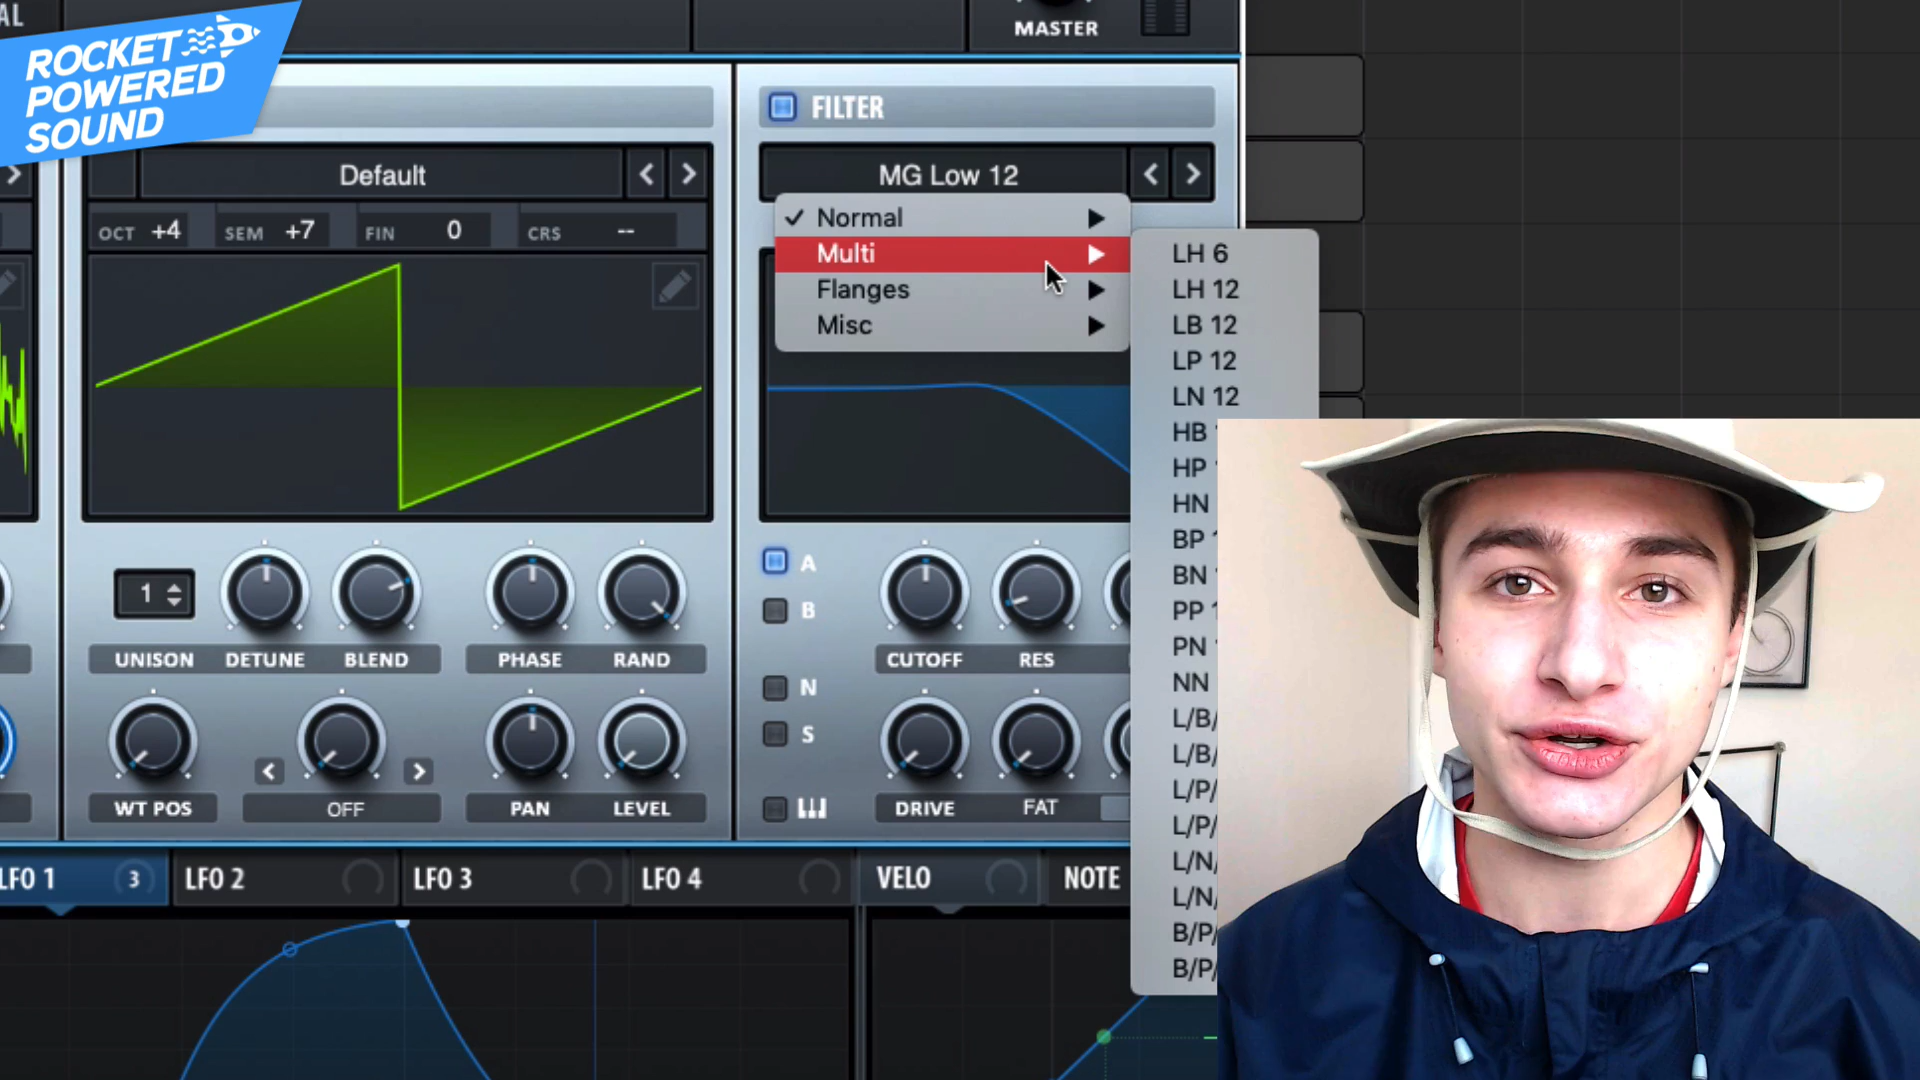 AL
MASTER
ROCKET
POWERED
SOUND
FILTER
Default
MG Low 12
OCT +4
SEM +7
FIN 0
CRS --
Normal
Multi
Flanges
Misc
LH 6
LH 12
LB 12
LP 12
LN 12
HB
HP
HN
BP
BN
PP
PN
NN
L/B/
L/B/
L/P/
L/P/
L/N/
L/N/
B/P/
B/P/
A
B
N
S
1
UNISON
DETUNE
BLEND
PHASE
RAND
CUTOFF
RES
WT POS
OFF
PAN
LEVEL
DRIVE
FAT
LFO 1
3
LFO 2
LFO 3
LFO 4
VELO
NOTE